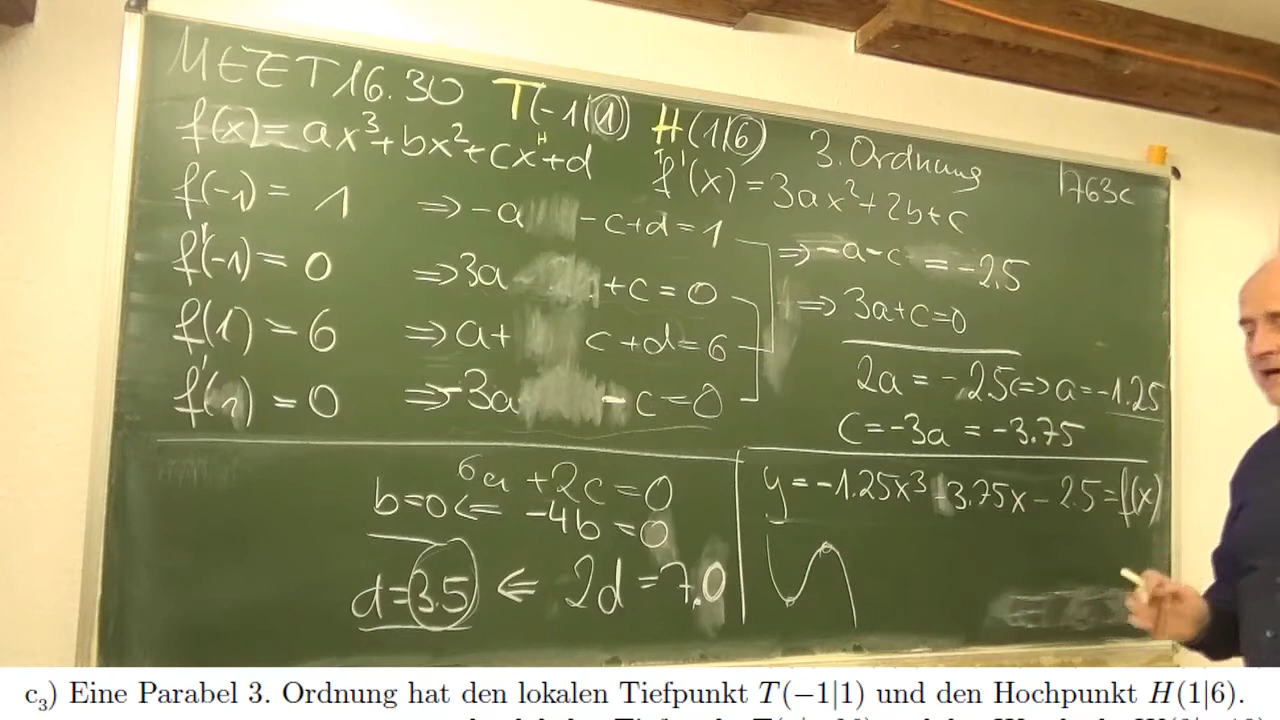 MEET 16.30 T(-1|1) H(1|6) 3. Ordnung 1763c
f(x) = ax³+bx²+cx+d f'(x) = 3ax²+2b+c
f(-1) = 1 ⇒ -a -c+d = 1 ⇒ -a-c = -2.5
f'(-1) = 0 ⇒ 3a +c = 0 ⇒ 3a+c=0
f(1) = 6 ⇒ a+ c+d=6 2a = -2.5 ⇔ a=-1.25
f'(1) = 0 ⇒ -3a - c=0 c=-3a = -3.75
6a +2c = 0 y = -1.25x³ -3.75x - 2.5 = f(x)
b=0 ⇐ -4b = 0
d=3.5 ⇐ 2d = 7.0
c₃) Eine Parabel 3. Ordnung hat den lokalen Tiefpunkt T(−1|1) und den Hochpunkt H(1|6).